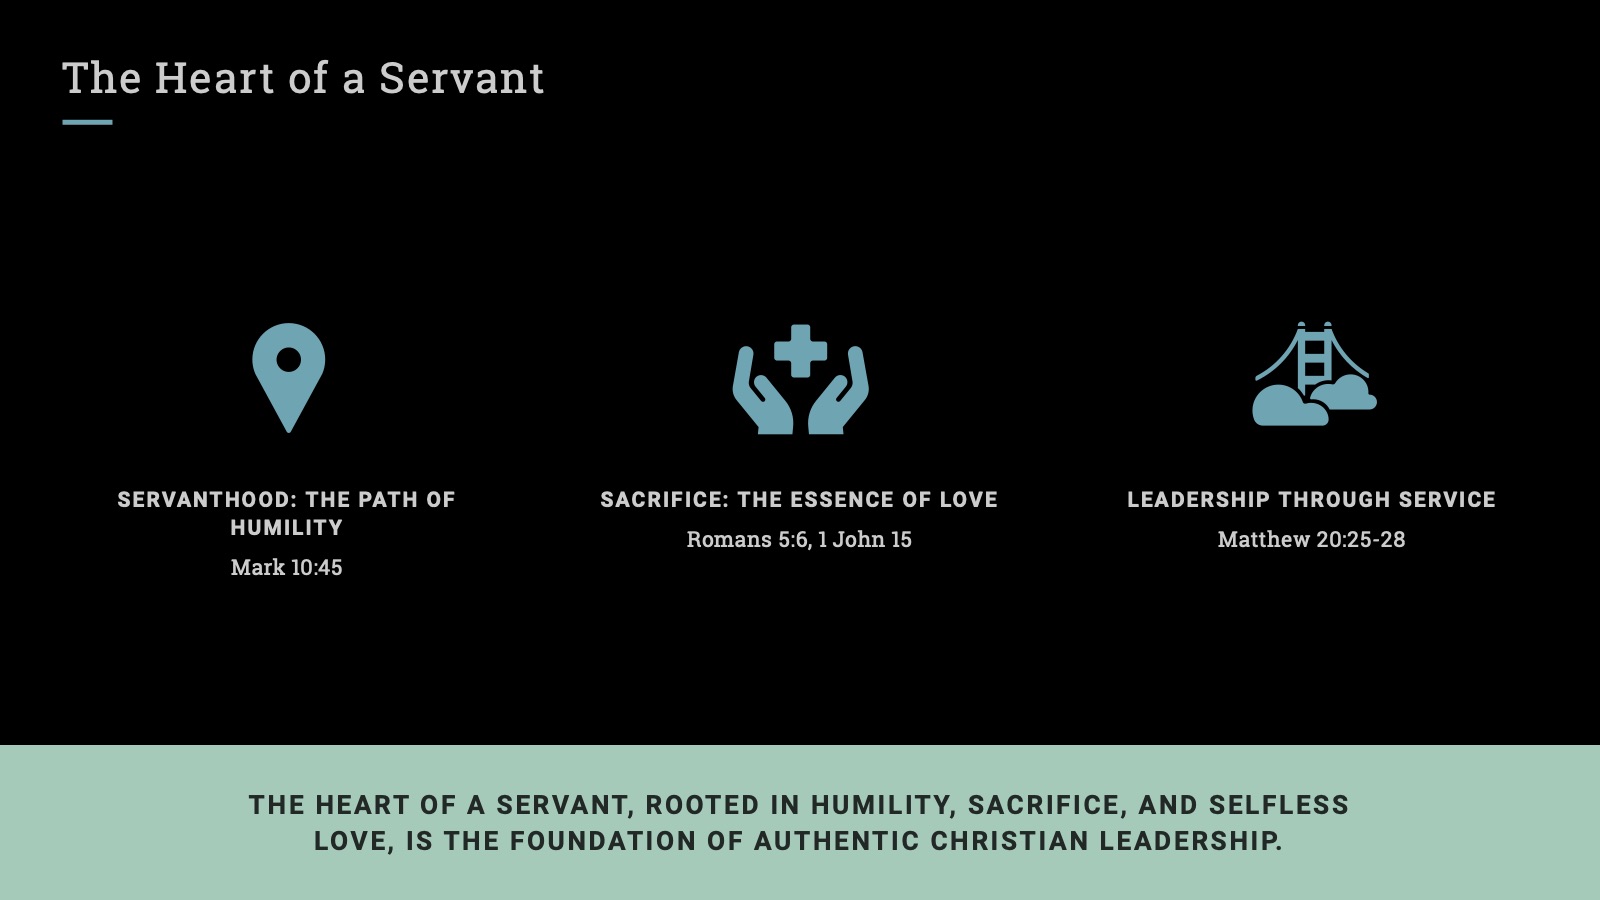 The Heart of a Servant
SERVANTHOOD: THE PATH OF
HUMILITY
Mark 10:45
SACRIFICE: THE ESSENCE OF LOVE
Romans 5:6, 1 John 15
LEADERSHIP THROUGH SERVICE
Matthew 20:25-28
THE HEART OF A SERVANT, ROOTED IN HUMILITY, SACRIFICE, AND SELFLESS
LOVE, IS THE FOUNDATION OF AUTHENTIC CHRISTIAN LEADERSHIP.